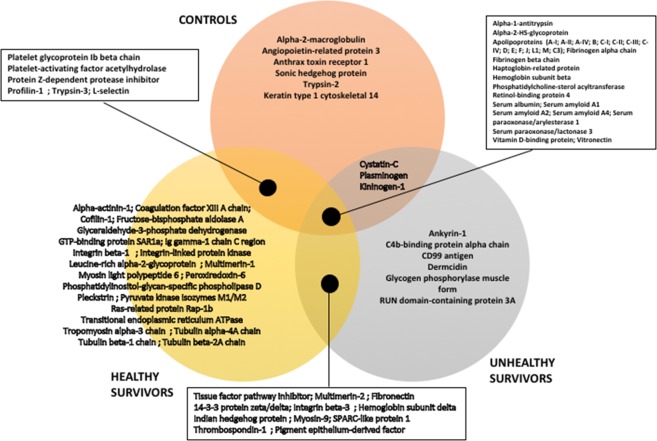 CONTROLS
Alpha-2-macroglobulin
Angiopoietin-related protein 3
Anthrax toxin receptor 1
Sonic hedgehog protein
Trypsin-2
Keratin type 1 cytoskeletal 14
Platelet glycoprotein Ib beta chain
Platelet-activating factor acetylhydrolase
Protein Z-dependent protease inhibitor
Profilin-1 ; Trypsin-3; L-selectin
Alpha-1-antitrypsin
Alpha-2-HS-glycoprotein
Apolipoproteins (A-I; A-II; A-IV; B; C-I; C-II; C-III; C-
IV; D; E; F; J; L1; M; C3); Fibrinogen alpha chain
Fibrinogen beta chain
Haptoglobin-related protein
Hemoglobin subunit beta
Phosphatidylcholine-sterol acyltransferase
Retinol-binding protein 4
Serum albumin; Serum amyloid A1
Serum amyloid A2; Serum amyloid A4; Serum
paraoxonase/arylesterase 1
Serum paraoxonase/lactonase 3
Vitamin D-binding protein; Vitronectin
Cystatin-C
Plasminogen
Kininogen-1
Alpha-actinin-1; Coagulation factor XIII A chain;
Cofilin-1; Fructose-bisphosphate aldolase A
Glyceraldehyde-3-phosphate dehydrogenase
GTP-binding protein SAR1a; ig gamma-1 chain C region
Integrin beta-1 ; Integrin-linked protein kinase
Leucine-rich alpha-2-glycoprotein ; Multimerin-1
Myosin light polypeptide 6 ; Peroxiredoxin-6
Phosphatidylinositol-glycan-specific phospholipase D
Pleckstrin ; Pyruvate kinase isozymes M1/M2
Ras-related protein Rap-1b
Transitional endoplasmic reticulum ATPase
Tropomyosin alpha-3 chain ; Tubulin alpha-4A chain
Tubulin beta-1 chain ; Tubulin beta-2A chain
Ankyrin-1
C4b-binding protein alpha chain
CD99 antigen
Dermcidin
Glycogen phosphorylase muscle
form
RUN domain-containing protein 3A
HEALTHY
SURVIVORS
UNHEALTHY
SURVIVORS
Tissue factor pathway inhibitor; Multimerin-2 ; Fibronectin
14-3-3 protein zeta/delta; Integrin beta-3 ; Hemoglobin subunit delta
Indian hedgehog protein ; Myosin-9; SPARC-like protein 1
Thrombospondin-1 ; Pigment epithelium-derived factor